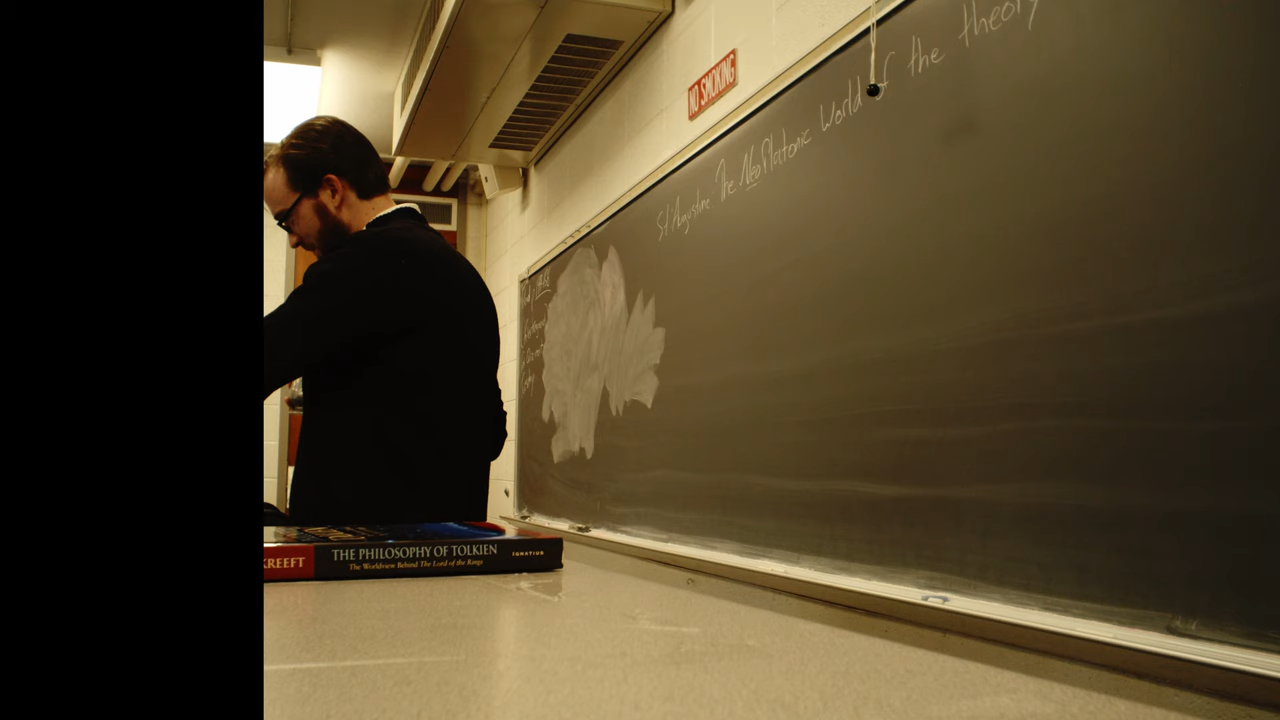 NO SMOKING
St. Augustine: The NeoPlatonic World of the theory
KREEFT THE PHILOSOPHY OF TOLKIEN IGNATIUS
The Worldview Behind The Lord of the Rings